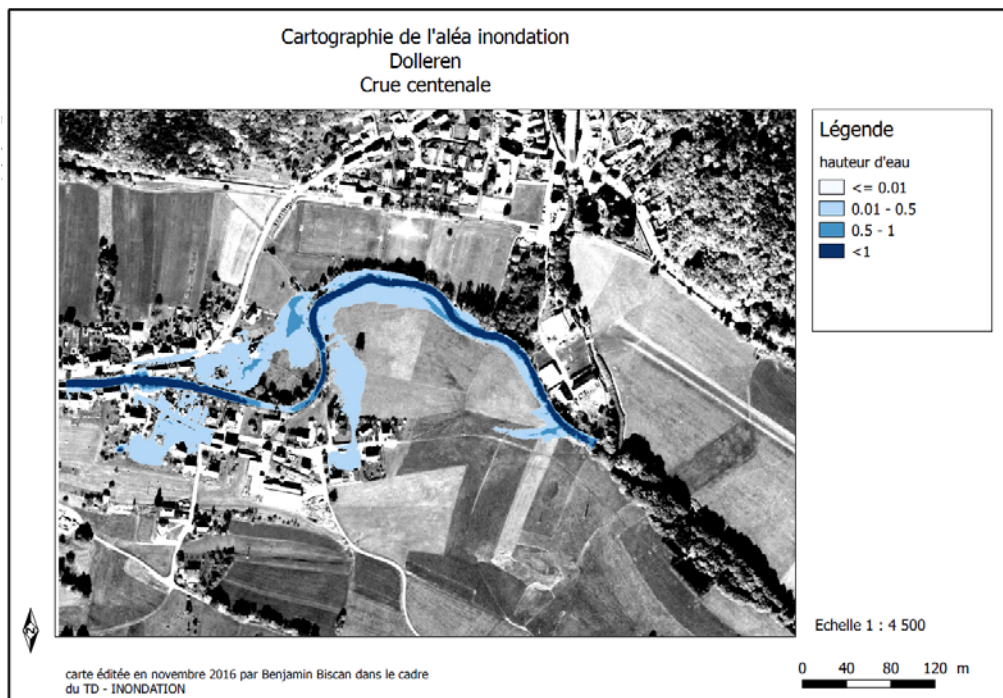 Cartographie de l'aléa inondation
Dolleren
Crue centenale
Légende
hauteur d'eau
<= 0.01
0.01 - 0.5
0.5 - 1
<1
Echelle 1 : 4 500
0 40 80 120 m
carte éditée en novembre 2016 par Benjamin Biscan dans le cadre
du TD - INONDATION